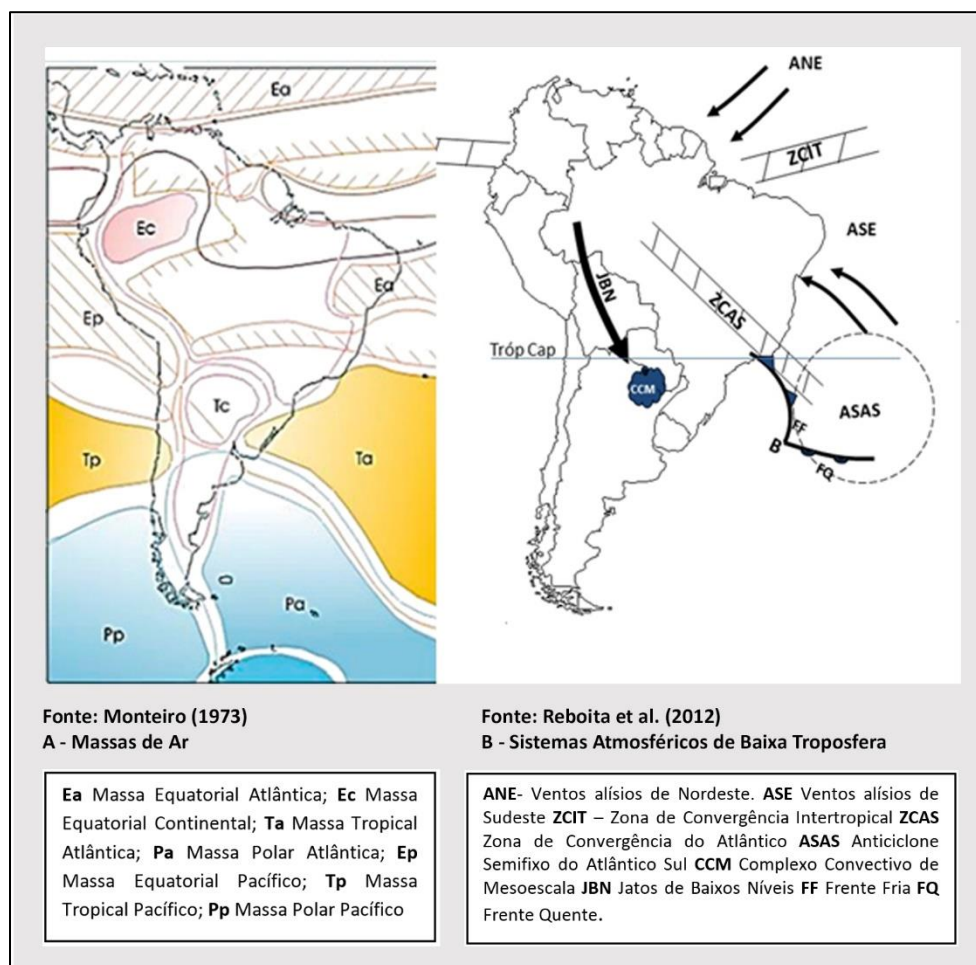 Ea
Ec
Ea
Ep
Tc
Tp
Ta
Pa
Pp
ANE
ZCIT
ASE
JBN
ZCAS
Tróp Cap
CCM
ASAS
FF
B
FQ
Fonte: Monteiro (1973)
A - Massas de Ar
Fonte: Reboita et al. (2012)
B - Sistemas Atmosféricos de Baixa Troposfera
Ea Massa Equatorial Atlântica; Ec Massa
Equatorial Continental; Ta Massa Tropical
Atlântica; Pa Massa Polar Atlântica; Ep
Massa Equatorial Pacífico; Tp Massa
Tropical Pacífico; Pp Massa Polar Pacífico
ANE- Ventos alísios de Nordeste. ASE Ventos alísios de
Sudeste ZCIT – Zona de Convergência Intertropical ZCAS
Zona de Convergência do Atlântico ASAS Anticiclone
Semifixo do Atlântico Sul CCM Complexo Convectivo de
Mesoescala JBN Jatos de Baixos Níveis FF Frente Fria FQ
Frente Quente.